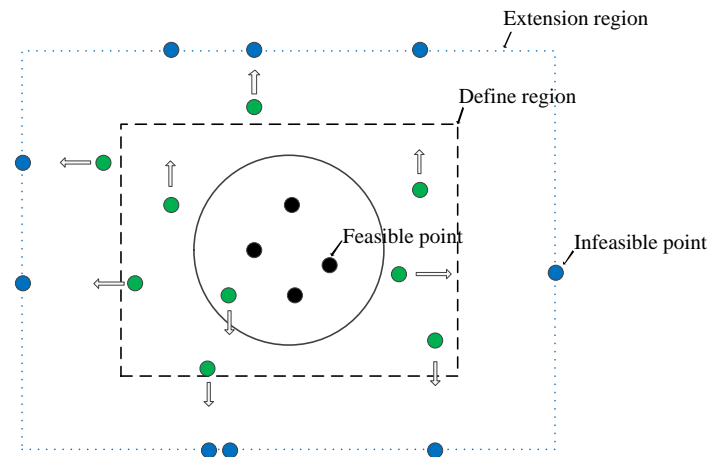 Extension region
Define region
Feasible point
Infeasible point